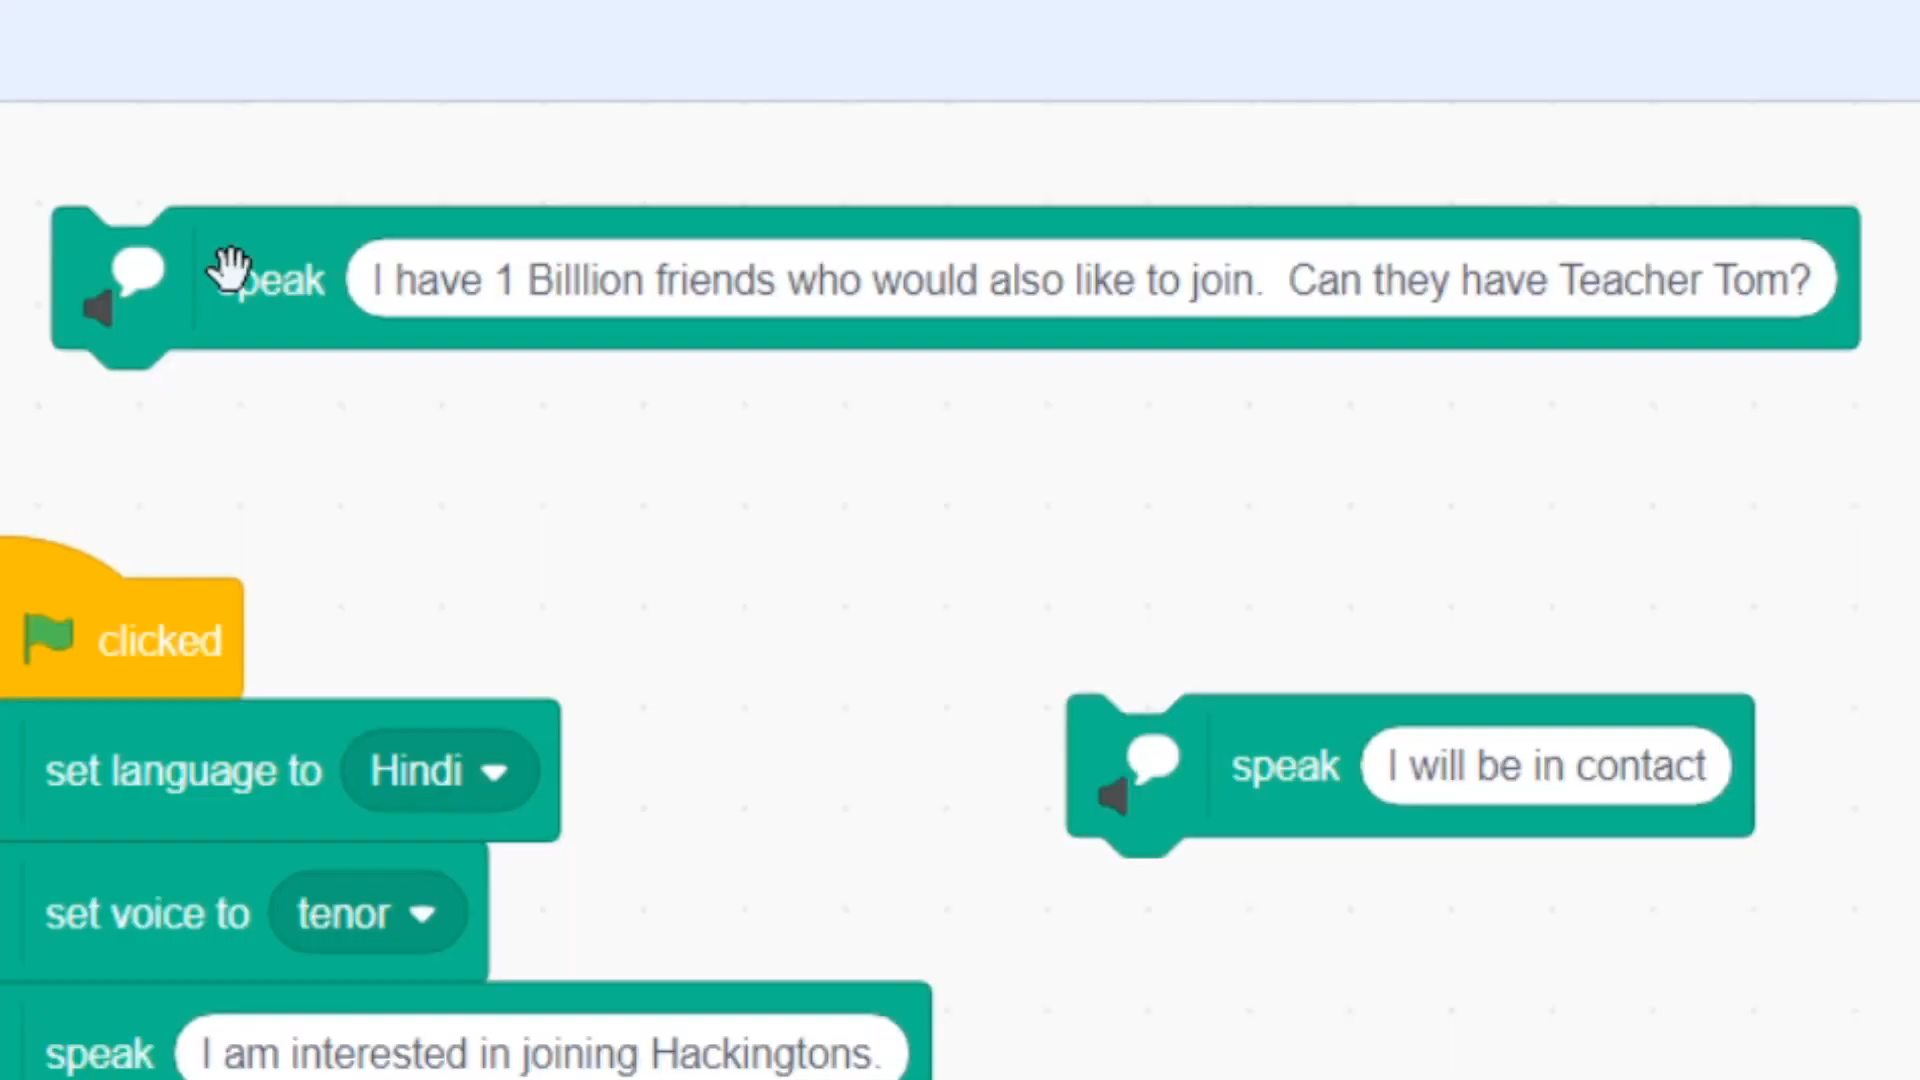 speak I have 1 Billlion friends who would also like to join.  Can they have Teacher Tom?
clicked
set language to Hindi
speak I will be in contact
set voice to tenor
speak I am interested in joining Hackingtons.